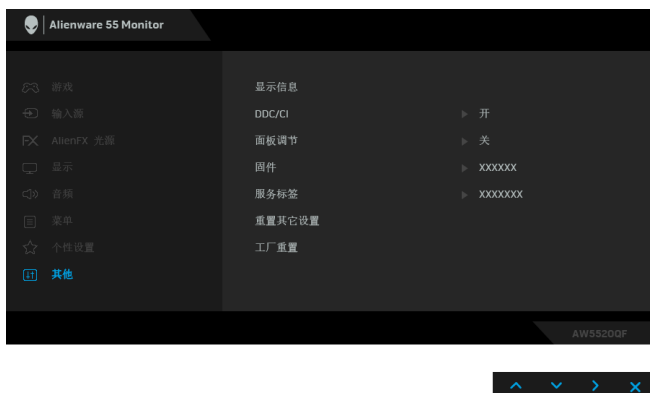 Alienware 55 Monitor
游戏
输入源
AlienFX 光源
显示
音频
菜单
个性设置
其他
显示信息
DDC/CI 开
面板调节 关
固件 XXXXXX
服务标签 XXXXXXX
重置其它设置
工厂重置
AW5520QF